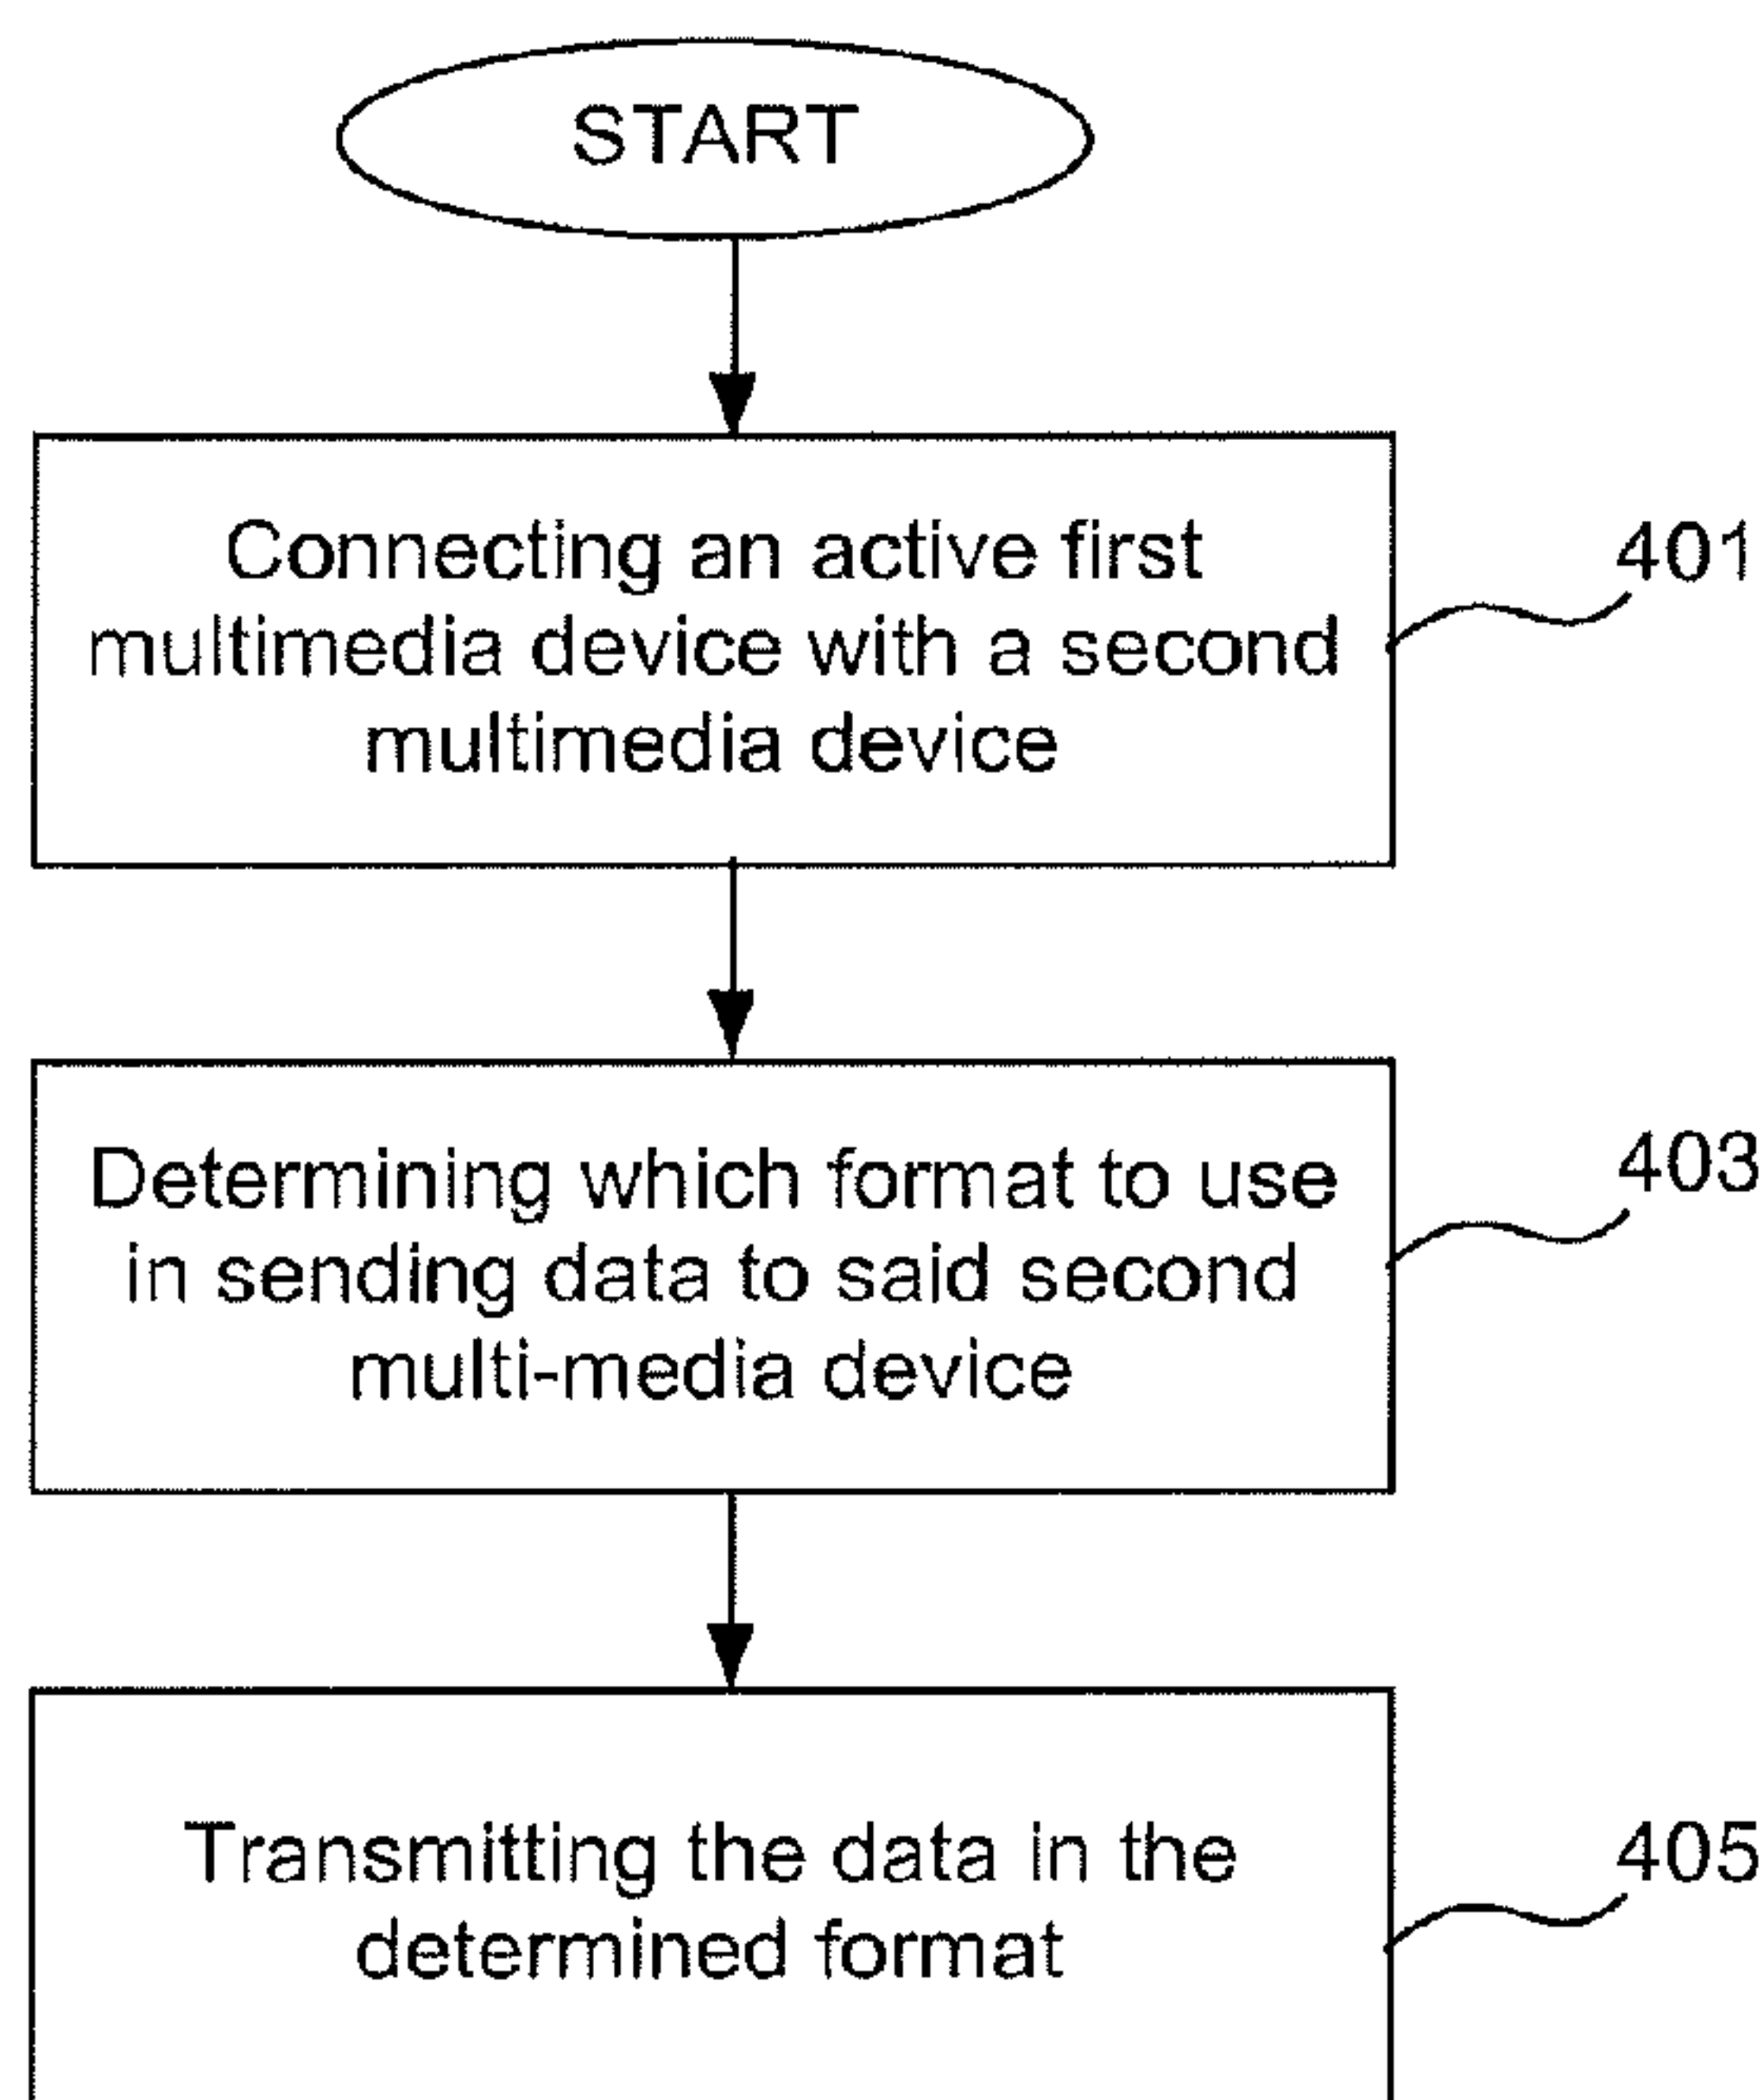 START
Connecting an active first
multimedia device with a second
multimedia device
401
Determining which format to use
in sending data to said second
multi-media device
403
Transmitting the data in the
determined format
405